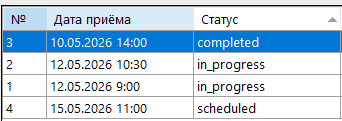 № Дата приёма Статус
3 10.05.2026 14:00 completed
2 12.05.2026 10:30 in_progress
1 12.05.2026 9:00 in_progress
4 15.05.2026 11:00 scheduled